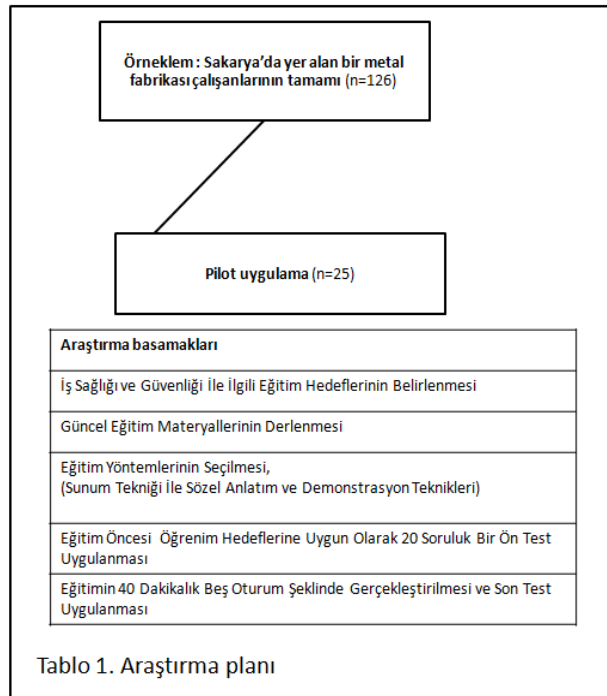 Örneklem : Sakarya’da yer alan bir metal
fabrikası çalışanlarının tamamı (n=126)
Pilot uygulama (n=25)
Araştırma basamakları
İş Sağlığı ve Güvenliği İle İlgili Eğitim Hedeflerinin Belirlenmesi
Güncel Eğitim Materyallerinin Derlenmesi
Eğitim Yöntemlerinin Seçilmesi,
(Sunum Tekniği İle Sözel Anlatım ve Demonstrasyon Teknikleri)
Eğitim Öncesi Öğrenim Hedeflerine Uygun Olarak 20 Soruluk Bir Ön Test
Uygulanması
Eğitimin 40 Dakikalık Beş Oturum Şeklinde Gerçekleştirilmesi ve Son Test
Uygulanması
Tablo 1. Araştırma planı